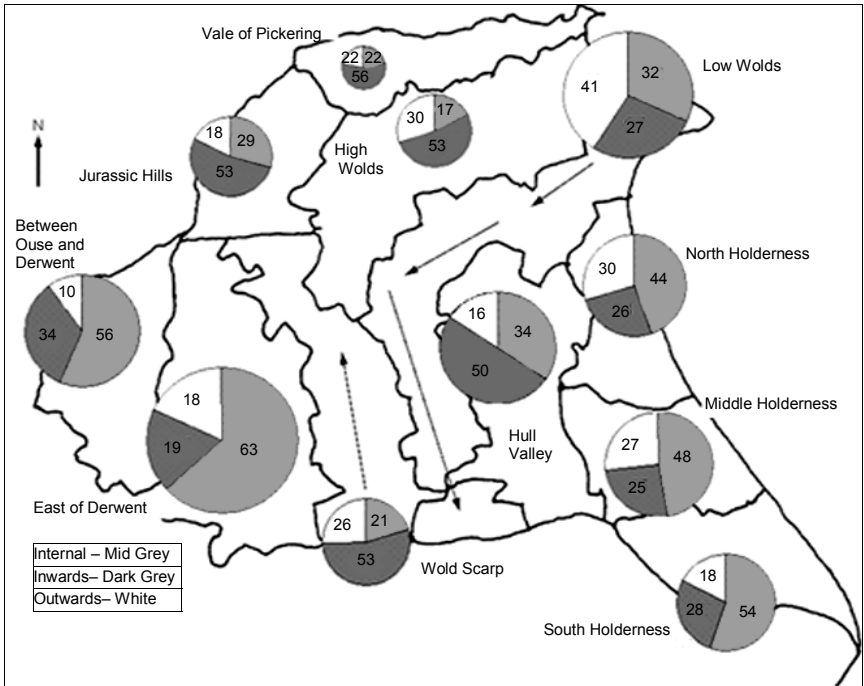 Vale of Pickering
22 22
56
Low Wolds
41 32
27
30 17
53
High
Wolds
18 29
53
Jurassic Hills
N
Between
Ouse and
Derwent
10
34 56
North Holderness
30 44
26
16 34
50
Hull
Valley
18
19 63
East of Derwent
Middle Holderness
27 48
25
26 21
53
Wold Scarp
Internal – Mid Grey
Inwards– Dark Grey
Outwards– White
18
28 54
South Holderness